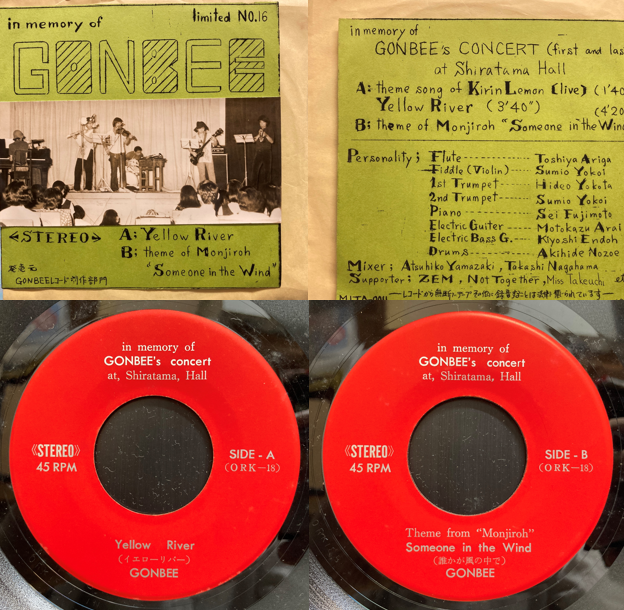 in memory of
limited NO.16
GONBEE
←STEREO→
A: Yellow River
B: theme of Monjiroh
"Someone in the Wind"
発売元
GONBEEレコード制作部門
in memory of
GONBEE's CONCERT (first and las
at Shiratama Hall
A: theme song of Kirin Lemon (live) (1'40
Yellow River (3'40")
(4'20
B: theme of Monjiroh "Someone in the Wind
Personality; Flute---------- Toshiya Ariga
Fiddle (Violin)---- Sumio Yokoi
1st Trumpet------ Hideo Yokota
2nd Trumpet---- Sumio Yokoi
Piano---------- Sei Fujimoto
Electric Guiter---- Motokazu Arai
Electric Bass G.---- Kiyoshi Endoh
Drums---------- Akihide Nozoe
Mixer; Atsuhiko Yamazaki, Takashi Nagahama
Supporter; ZEM, Not Together, Miss Takeuchi et
in memory of
GONBEE's concert
at, Shiratama, Hall
《STEREO》
45 RPM
SIDE - A
(ORK-18)
Yellow River
(イエローリバー)
GONBEE
in memory of
GONBEE's concert
at, Shiratama, Hall
《STEREO》
45 RPM
SIDE - B
(ORK-18)
Theme from "Monjiroh"
Someone in the Wind
(誰かが風の中で)
GONBEE